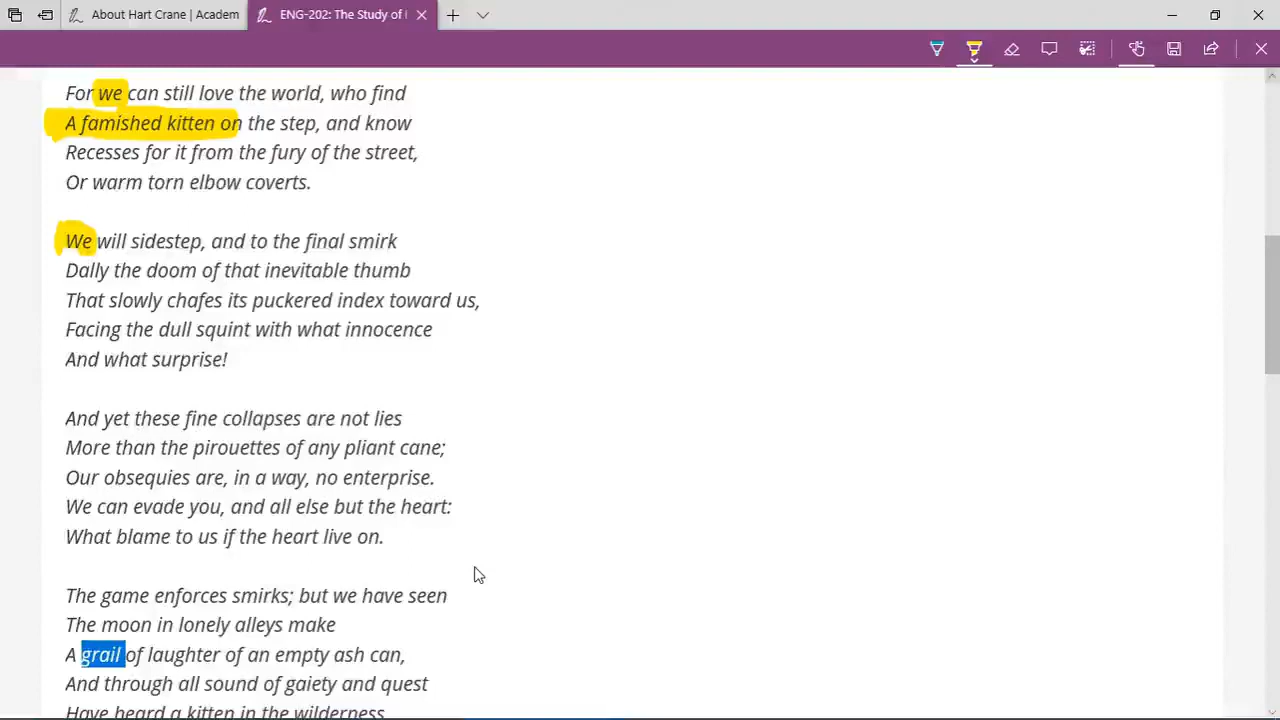 About Hart Crane | Academ
ENG-202: The Study of
For we can still love the world, who find
A famished kitten on the step, and know
Recesses for it from the fury of the street,
Or warm torn elbow coverts.
We will sidestep, and to the final smirk
Dally the doom of that inevitable thumb
That slowly chafes its puckered index toward us,
Facing the dull squint with what innocence
And what surprise!
And yet these fine collapses are not lies
More than the pirouettes of any pliant cane;
Our obsequies are, in a way, no enterprise.
We can evade you, and all else but the heart:
What blame to us if the heart live on.
The game enforces smirks; but we have seen
The moon in lonely alleys make
A grail of laughter of an empty ash can,
And through all sound of gaiety and quest
Have heard a kitten in the wilderness